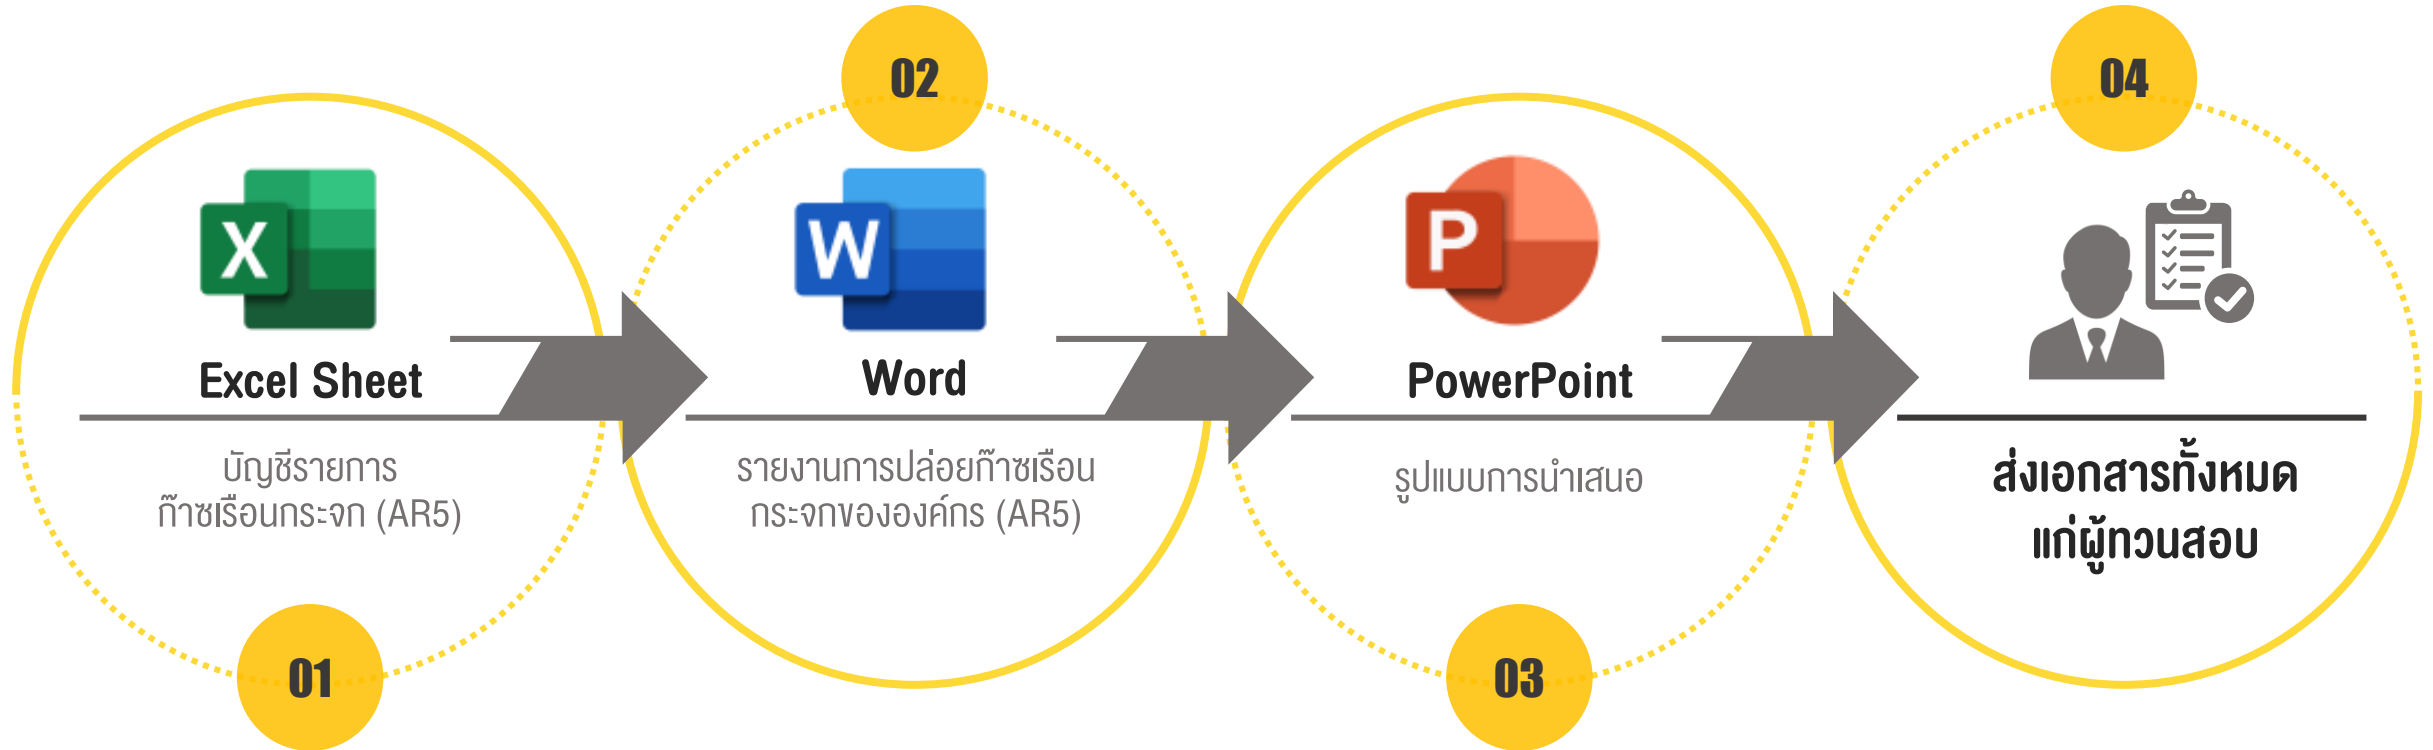 01
X
Excel Sheet
บัญชีรายการ
ก๊าซเรือนกระจก (AR5)
02
W
Word
รายงานการปล่อยก๊าซเรือน
กระจกขององค์กร (AR5)
03
P
PowerPoint
รูปแบบการนำเสนอ
04
ส่งเอกสารทั้งหมด
แก่ผู้ทวนสอบ